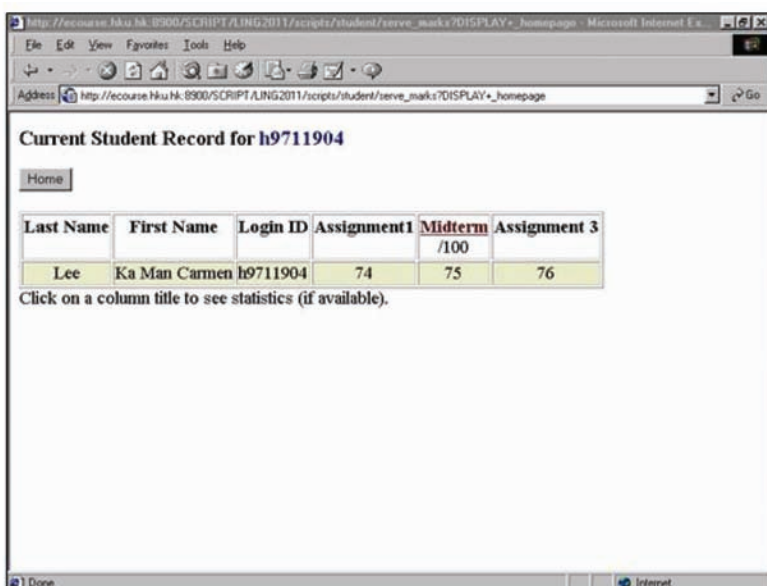 http://ecourse.hku.hk:8900/SCRIPT/LING2011/scripts/student/serve_marks?DISPLAY+_homepage - Microsoft Internet Ex...
File Edit View Favorites Tools Help
Address http://ecourse.hku.hk:8900/SCRIPT/LING2011/scripts/student/serve_marks?DISPLAY+_homepage Go
Current Student Record for h9711904
Home
Last Name First Name Login ID Assignment1 Midterm Assignment 3
/100
Lee Ka Man Carmen h9711904 74 75 76
Click on a column title to see statistics (if available).
Done Internet